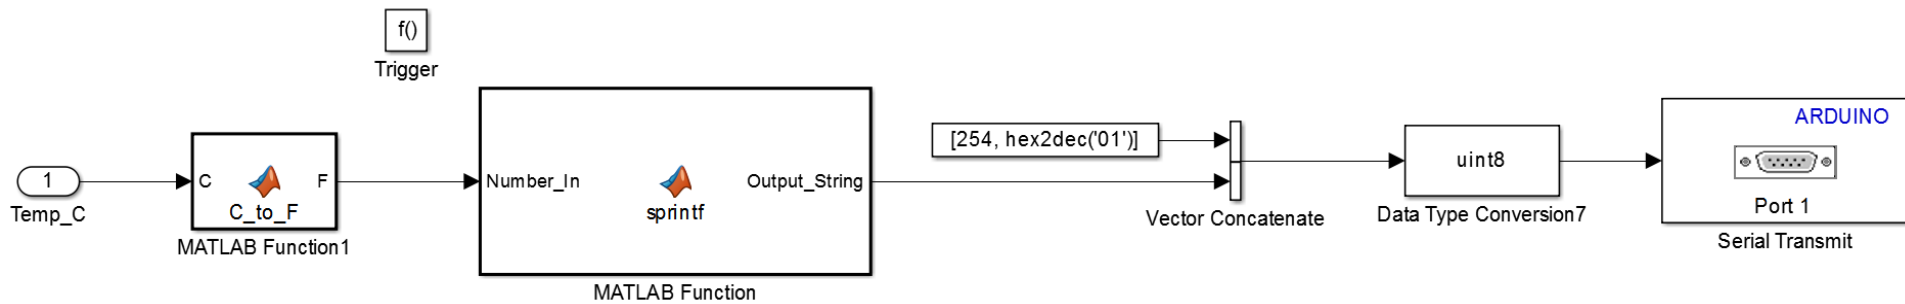 f()
Trigger
1
Temp_C
C
F
C_to_F
MATLAB Function1
Number_In
Output_String
sprintf
MATLAB Function
[254, hex2dec('01')]
Vector Concatenate
uint8
Data Type Conversion7
ARDUINO
Port 1
Serial Transmit